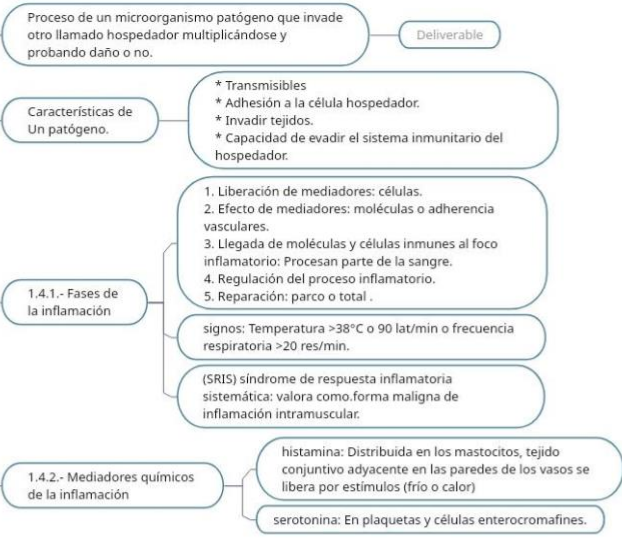 Proceso de un microorganismo patógeno que invade
otro llamado hospedador multiplicándose y
probando daño o no.
Deliverable
Características de
Un patógeno.
* Transmisibles
* Adhesión a la célula hospedador.
* Invadir tejidos.
* Capacidad de evadir el sistema inmunitario del
hospedador.
1.4.1.- Fases de
la inflamación
1. Liberación de mediadores: células.
2. Efecto de mediadores: moléculas o adherencia
vasculares.
3. Llegada de moléculas y células inmunes al foco
inflamatorio: Procesan parte de la sangre.
4. Regulación del proceso inflamatorio.
5. Reparación: parco o total .
signos: Temperatura >38°C o 90 lat/min o frecuencia
respiratoria >20 res/min.
(SRIS) síndrome de respuesta inflamatoria
sistemática: valora como.forma maligna de
inflamación intramuscular.
1.4.2.- Mediadores químicos
de la inflamación
histamina: Distribuida en los mastocitos, tejido
conjuntivo adyacente en las paredes de los vasos se
libera por estímulos (frío o calor)
serotonina: En plaquetas y células enterocromafines.